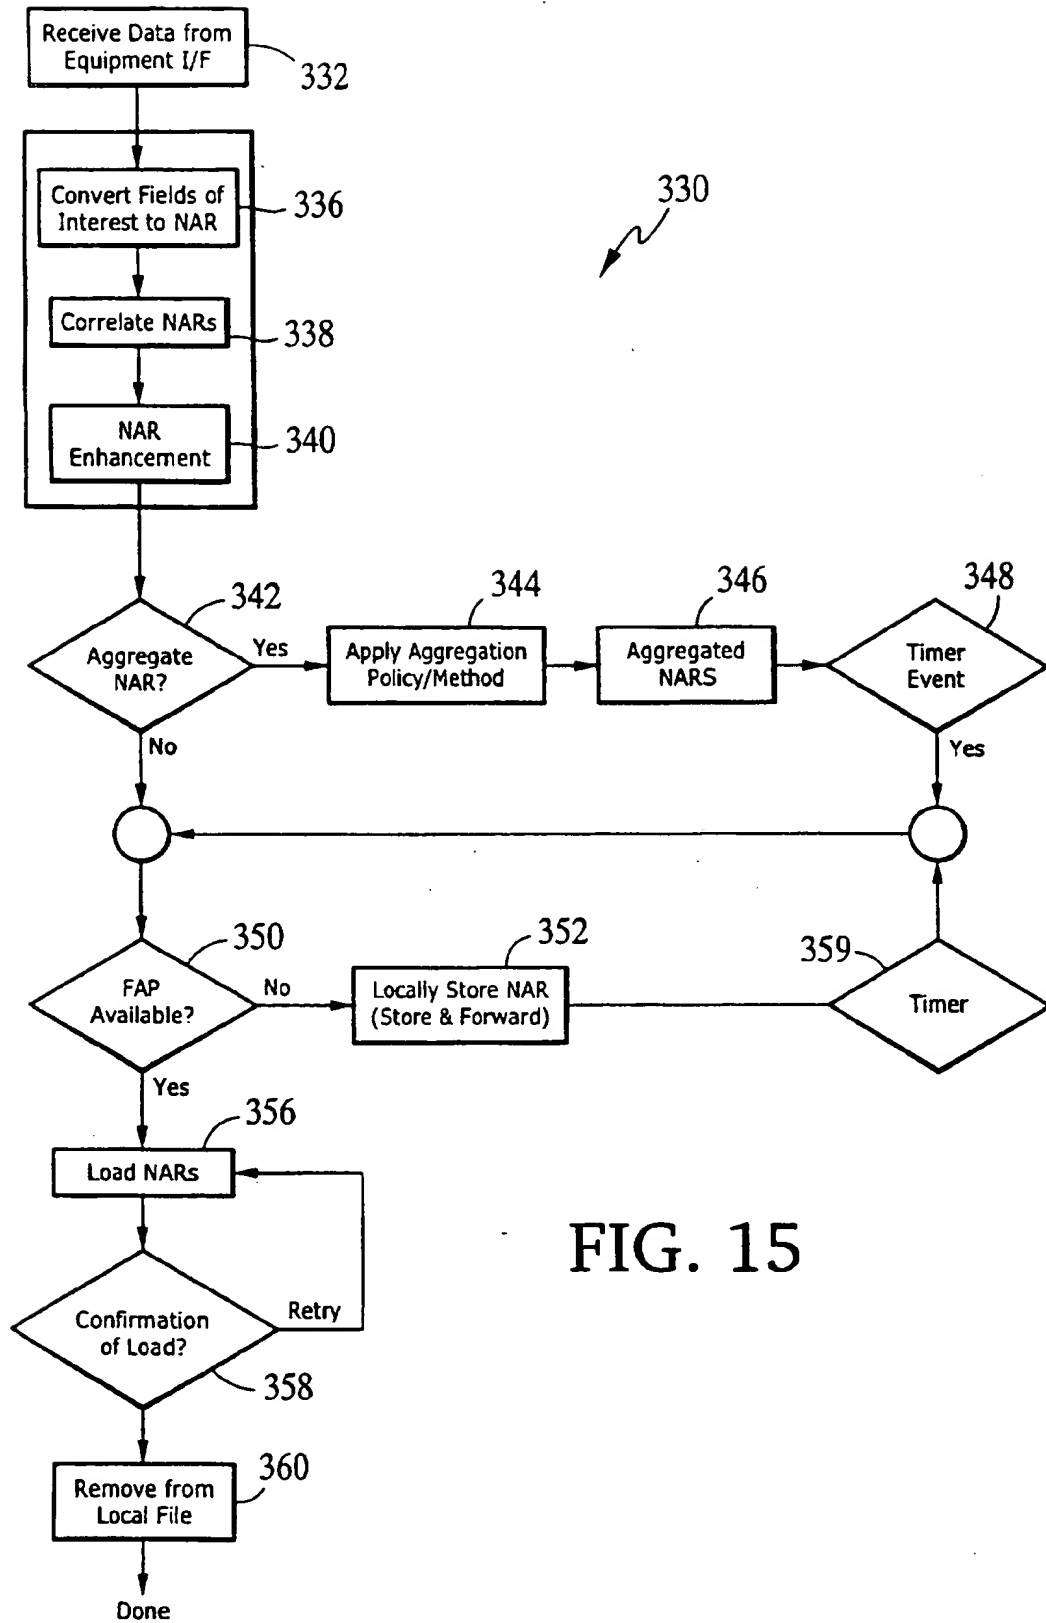 Receive Data from
Equipment I/F
332
Convert Fields of
Interest to NAR
336
330
Correlate NARs
338
NAR
Enhancement
340
342
344
346
348
Aggregate
NAR?
Yes
Apply Aggregation
Policy/Method
Aggregated
NARS
Timer
Event
No
Yes
350
352
359
FAP
Available?
No
Locally Store NAR
(Store & Forward)
Timer
Yes
356
Load NARs
FIG. 15
Confirmation
of Load?
Retry
358
Remove from
Local File
360
Done